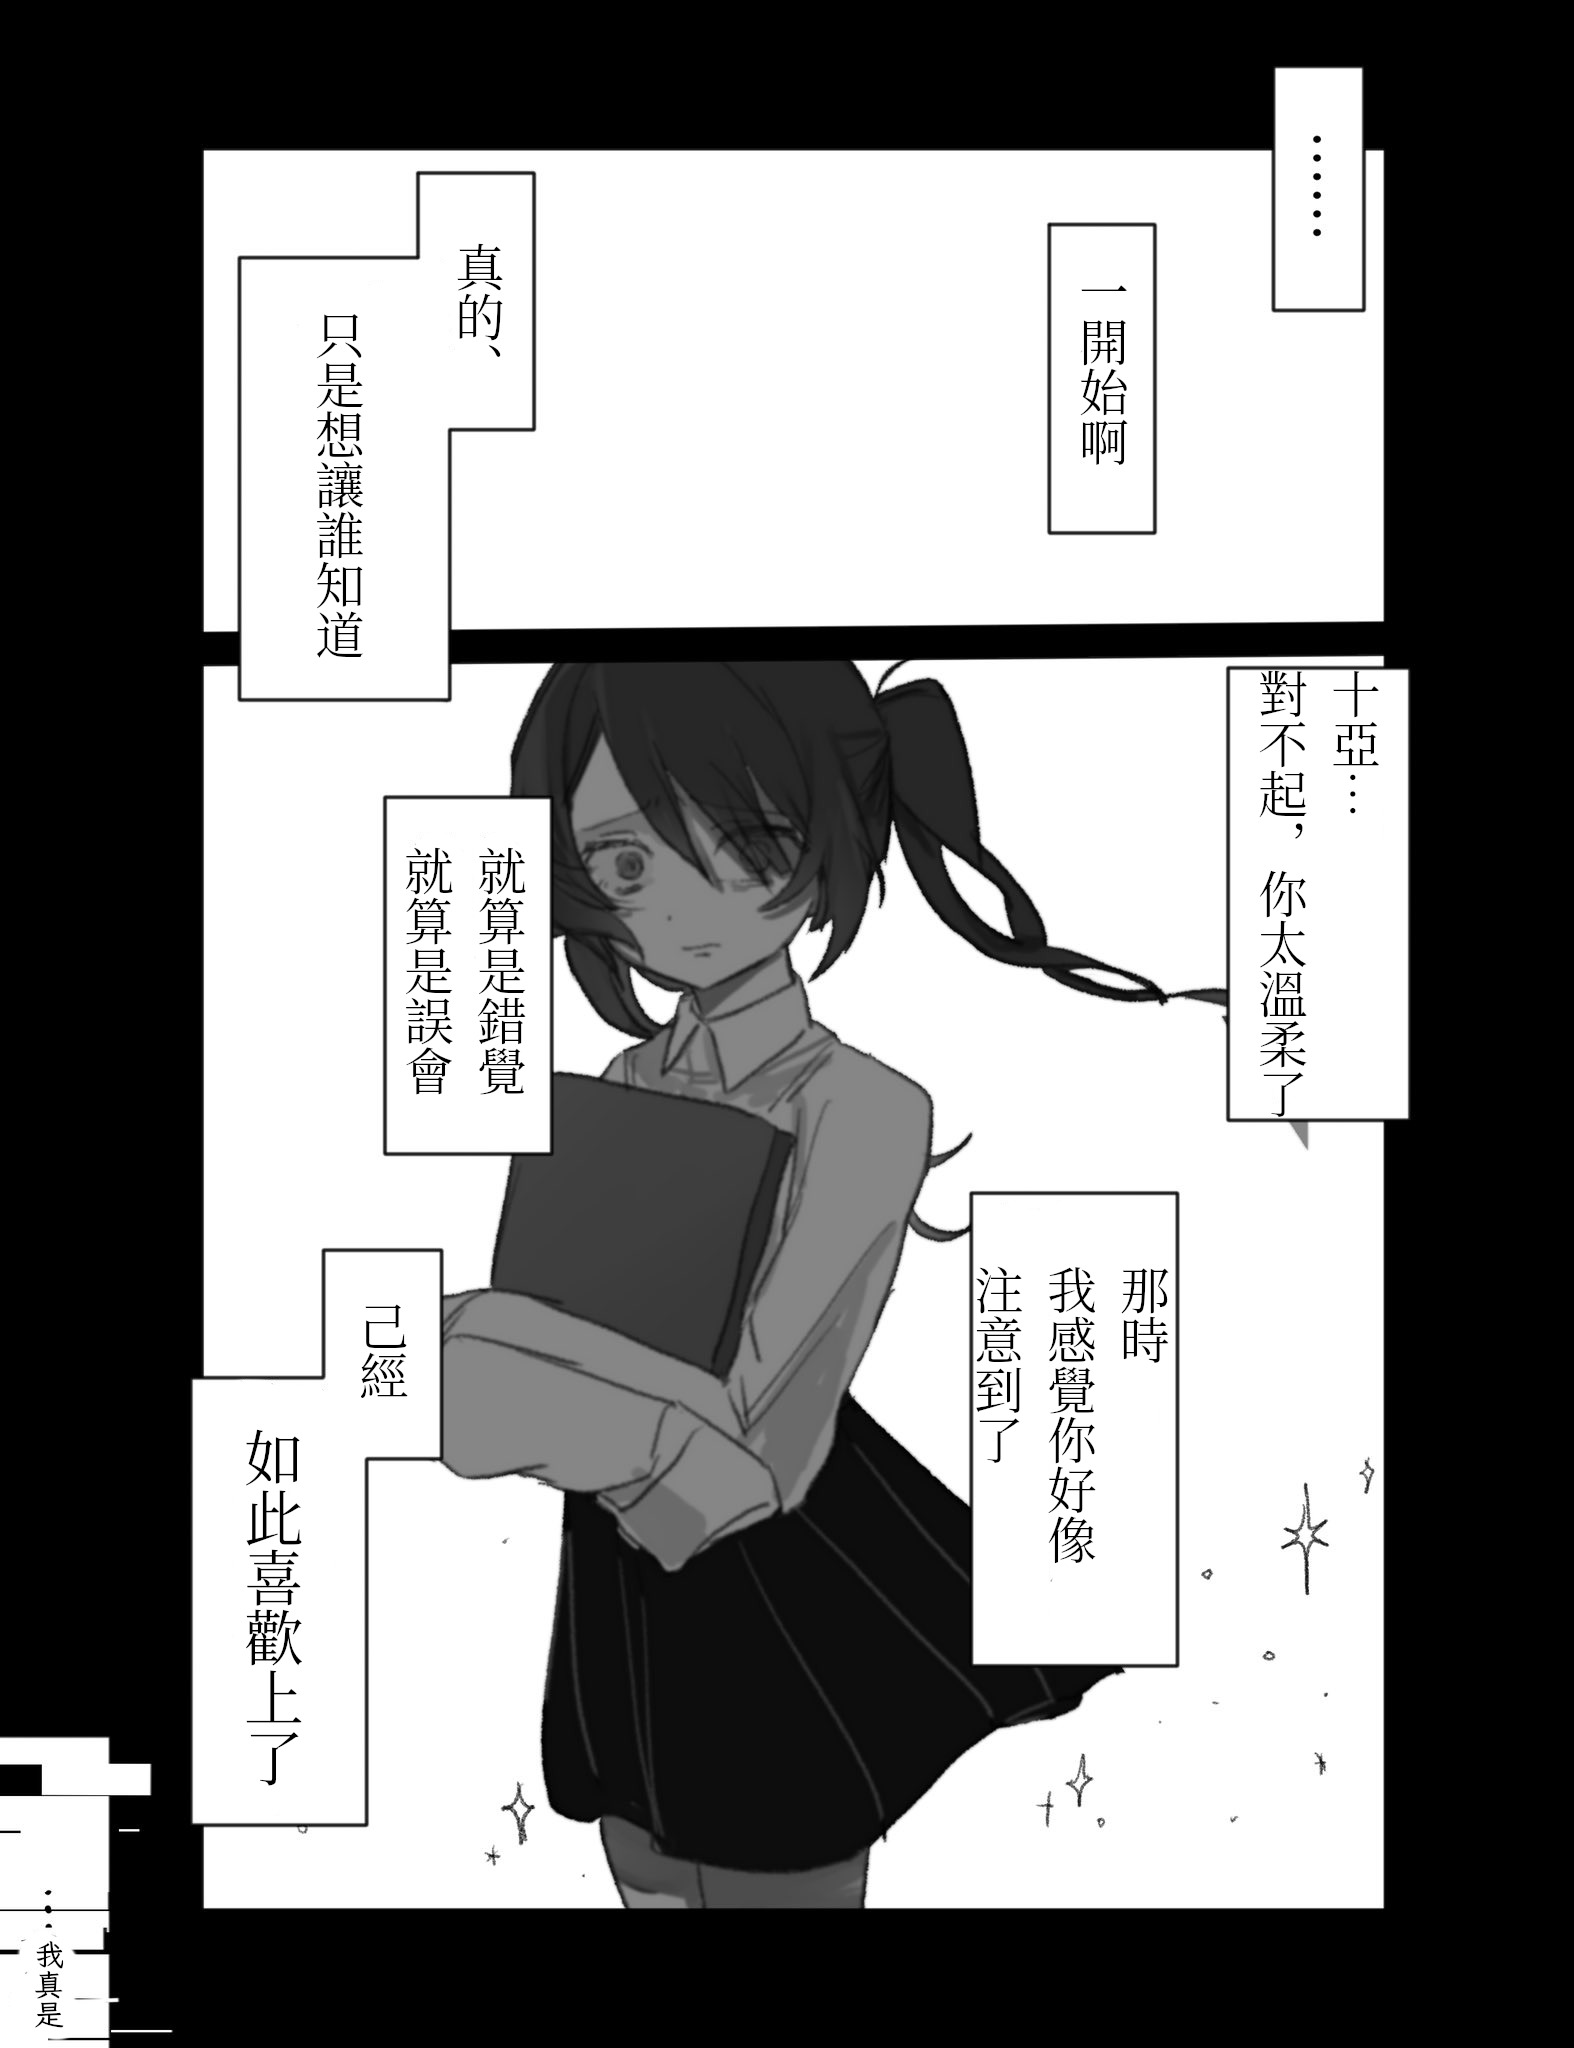 ……
一開始啊
真的、
只是想讓誰知道
十亞…
對不起，你太溫柔了
就算是錯覺
就算是誤會
那時
我感覺你好像
注意到了
己經
如此喜歡上了
…我真是